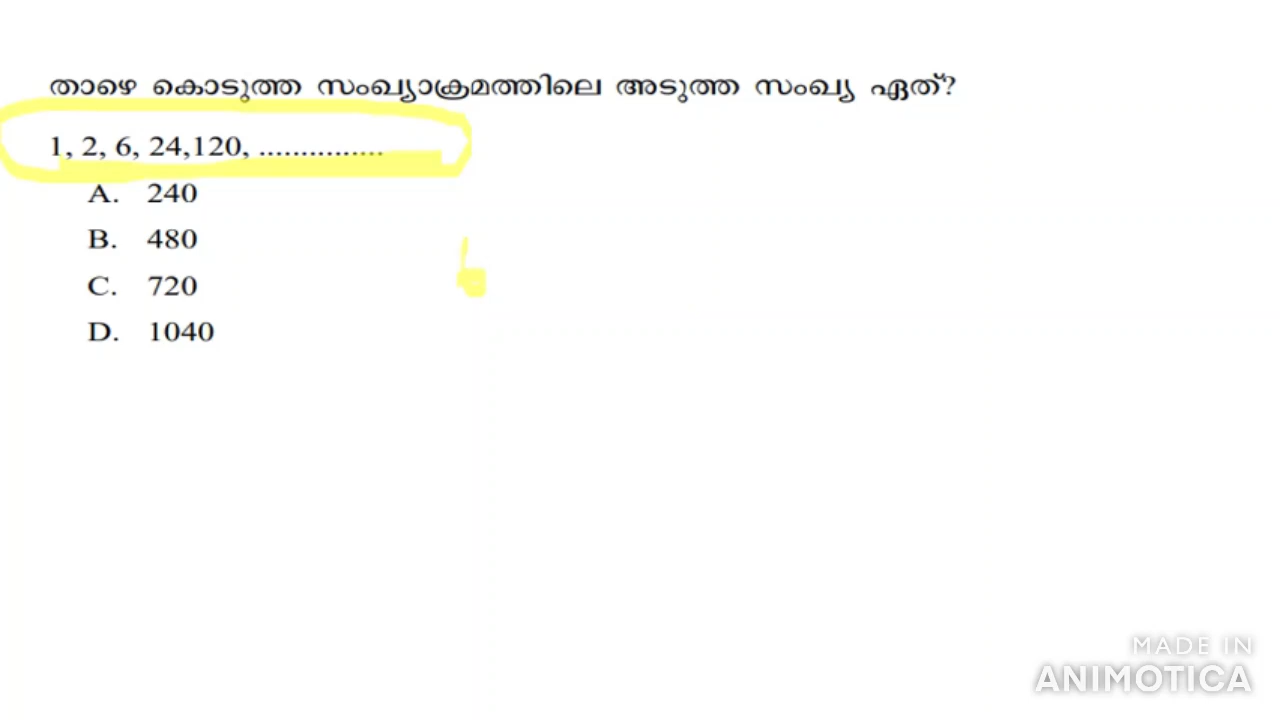 താഴെ കൊടുത്ത സംഖ്യാക്രമത്തിലെ അടുത്ത സംഖ്യ ഏത്?
1, 2, 6, 24,120, ...............
A. 240
B. 480
C. 720
D. 1040
MADE IN
ANIMOTICA